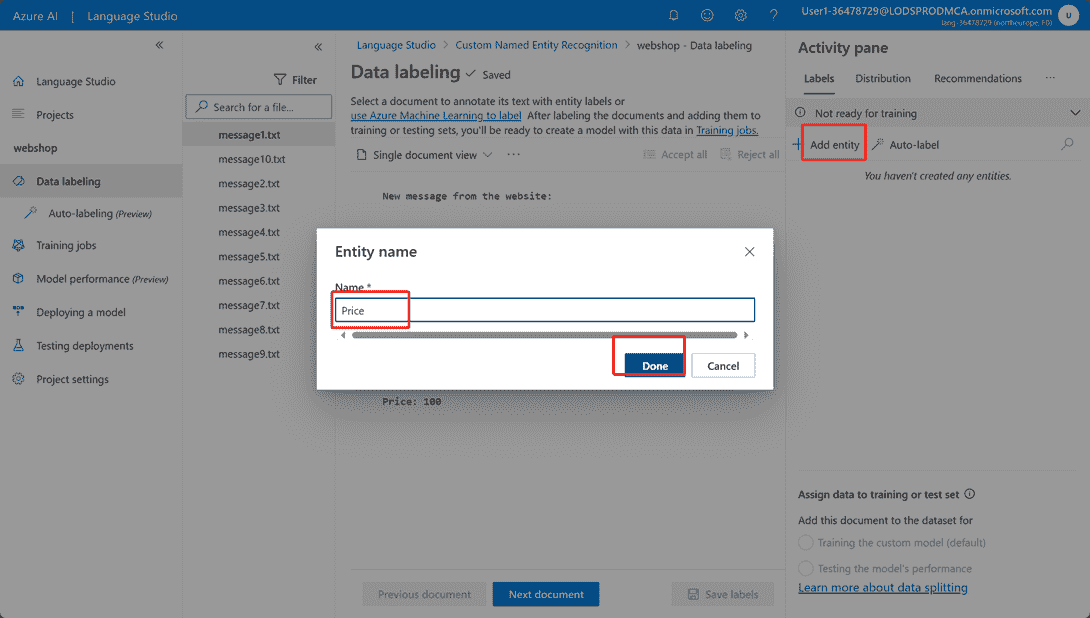 Azure AI | Language Studio
User1-36478729@LODSPRODMCA.onmicrosoft.com
lang-36478729 (northeurope, F0)
U
Language Studio
Projects
webshop
Data labeling
Auto-labeling (Preview)
Training jobs
Model performance (Preview)
Deploying a model
Testing deployments
Project settings
Filter
Search for a file...
message1.txt
message10.txt
message2.txt
message3.txt
message4.txt
message5.txt
message6.txt
message7.txt
message8.txt
message9.txt
Language Studio > Custom Named Entity Recognition > webshop - Data labeling
Data labeling Saved
Select a document to annotate its text with entity labels or
use Azure Machine Learning to label After labeling the documents and adding them to
training or testing sets, you'll be ready to create a model with this data in Training jobs.
Single document view ... Accept all Reject all
New message from the website:
Entity name
Name *
Price
Done Cancel
Price: 100
Previous document Next document Save labels
Activity pane
Labels Distribution Recommendations ...
Not ready for training
+ Add entity Auto-label
You haven't created any entities.
Assign data to training or test set
Add this document to the dataset for
Training the custom model (default)
Testing the model's performance
Learn more about data splitting